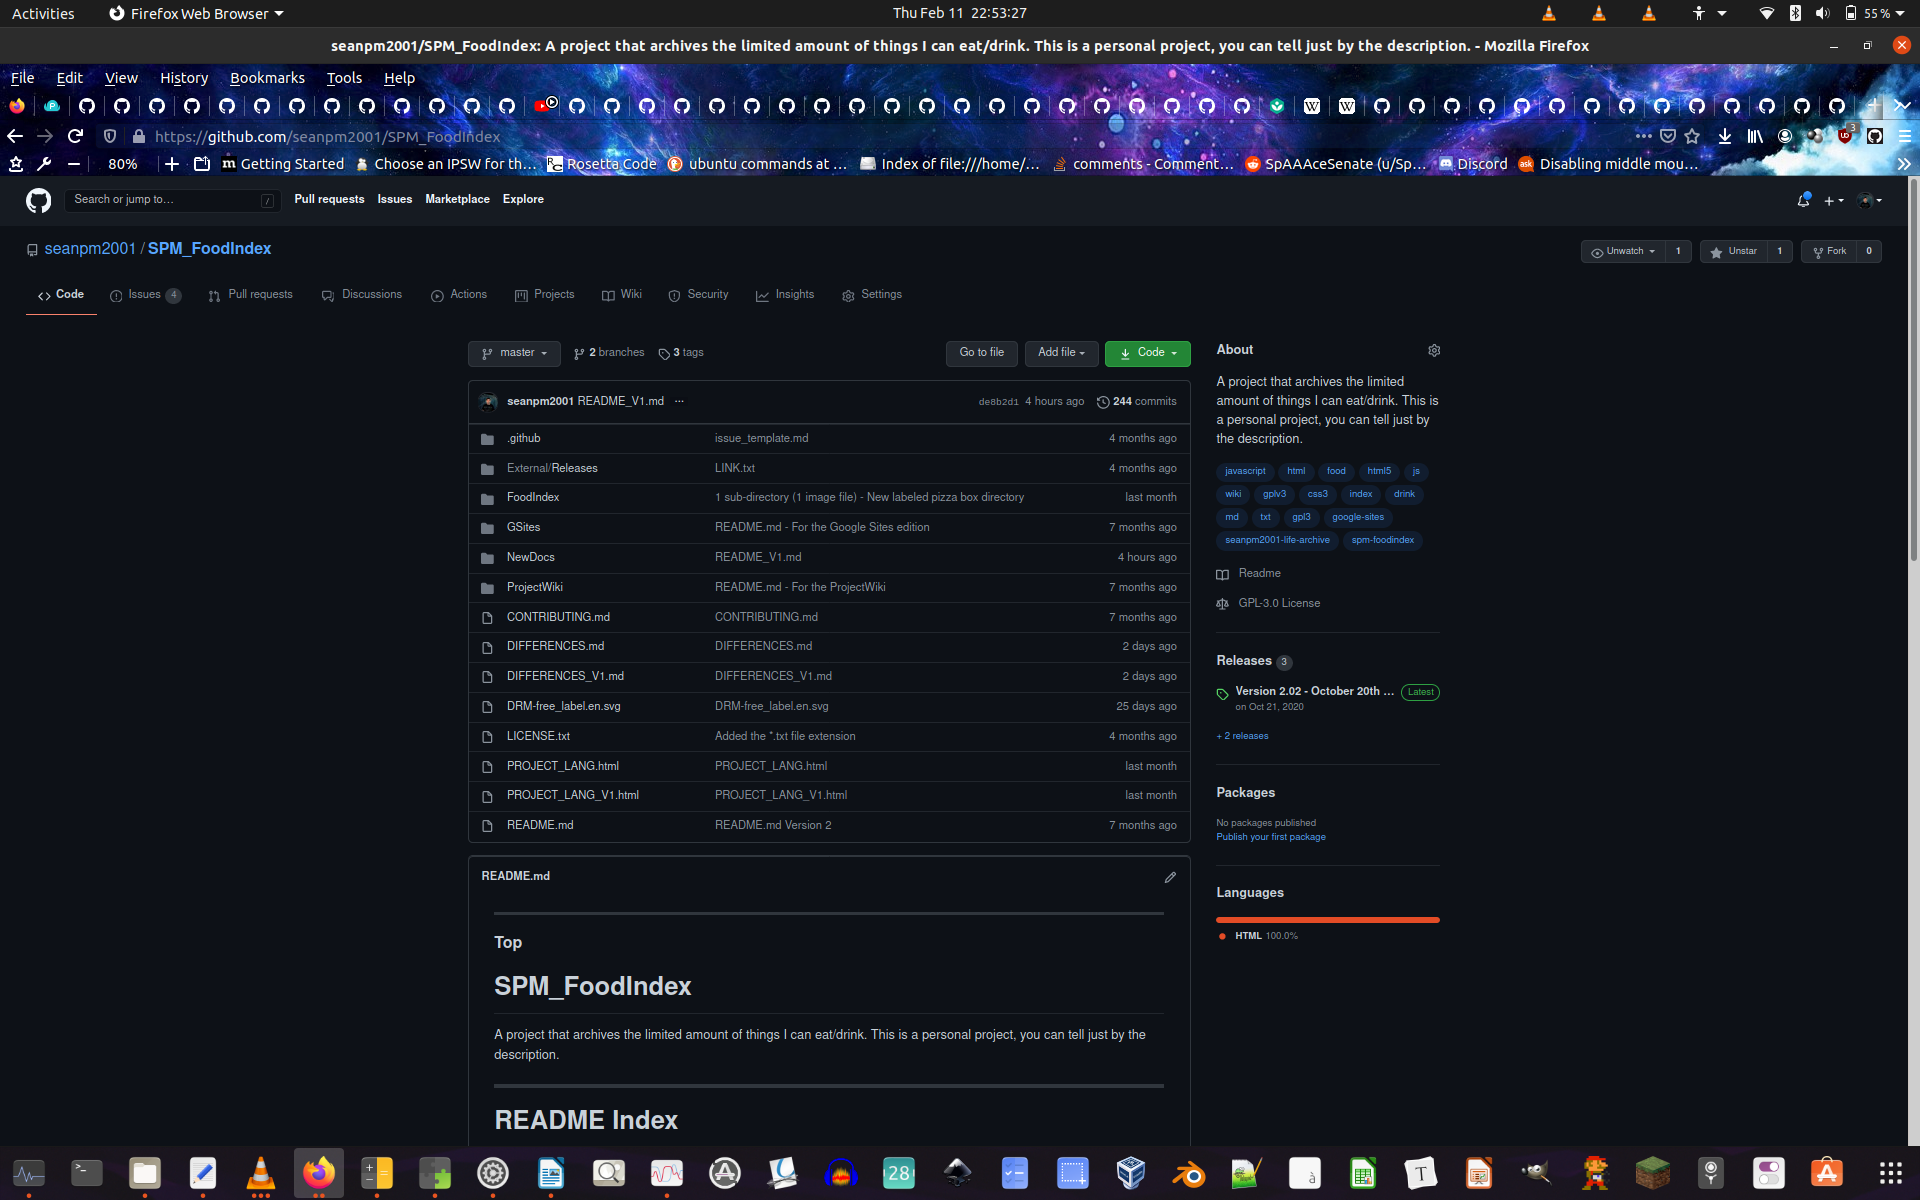 Activities Firefox Web Browser Thu Feb 11 22:53:27 55 %
seanpm2001/SPM_FoodIndex: A project that archives the limited amount of things I can eat/drink. This is a personal project, you can tell just by the description. - Mozilla Firefox
File Edit View History Bookmarks Tools Help
https://github.com/seanpm2001/SPM_FoodIndex 3
80% Getting Started Choose an IPSW for th… Rosetta Code ubuntu commands at … Index of file:///home/… comments - Comment… SpAAAceSenate (u/Sp… Discord Disabling middle mou…
Search or jump to… / Pull requests Issues Marketplace Explore
seanpm2001 / SPM_FoodIndex Unwatch 1 Unstar 1 Fork 0
Code Issues 4 Pull requests Discussions Actions Projects Wiki Security Insights Settings
master 2 branches 3 tags Go to file Add file Code
seanpm2001 README_V1.md ... de8b2d1 4 hours ago 244 commits
.github issue_template.md 4 months ago
External/Releases LINK.txt 4 months ago
FoodIndex 1 sub-directory (1 image file) - New labeled pizza box directory last month
GSites README.md - For the Google Sites edition 7 months ago
NewDocs README_V1.md 4 hours ago
ProjectWiki README.md - For the ProjectWiki 7 months ago
CONTRIBUTING.md CONTRIBUTING.md 7 months ago
DIFFERENCES.md DIFFERENCES.md 2 days ago
DIFFERENCES_V1.md DIFFERENCES_V1.md 2 days ago
DRM-free_label.en.svg DRM-free_label.en.svg 25 days ago
LICENSE.txt Added the *.txt file extension 4 months ago
PROJECT_LANG.html PROJECT_LANG.html last month
PROJECT_LANG_V1.html PROJECT_LANG_V1.html last month
README.md README.md Version 2 7 months ago
README.md
Top
SPM_FoodIndex
A project that archives the limited amount of things I can eat/drink. This is a personal project, you can tell just by the
description.
README Index
About
A project that archives the limited
amount of things I can eat/drink. This is
a personal project, you can tell just by
the description.
javascript html food html5 js
wiki gplv3 css3 index drink
md txt gpl3 google-sites
seanpm2001-life-archive spm-foodindex
Readme
GPL-3.0 License
Releases 3
Version 2.02 - October 20th ... Latest
on Oct 21, 2020
+ 2 releases
Packages
No packages published
Publish your first package
Languages
HTML 100.0%
28